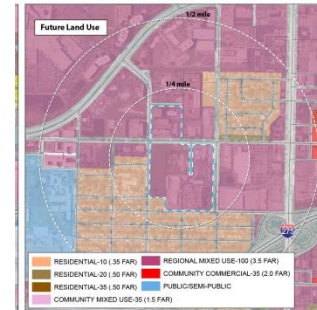 Future Land Use
1/2 mile
1/4 mile
275
RESIDENTIAL-10 (.35 FAR)
RESIDENTIAL-20 (.50 FAR)
RESIDENTIAL-35 (.50 FAR)
COMMUNITY MIXED USE-35 (1.5 FAR)
REGIONAL MIXED USE-100 (3.5 FAR)
COMMUNITY COMMERCIAL-35 (2.0 FAR)
PUBLIC/SEMI-PUBLIC